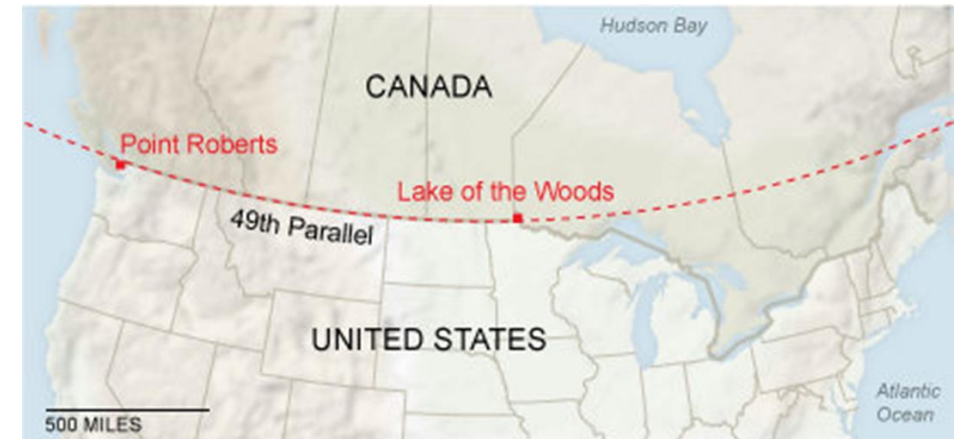 Hudson Bay
CANADA
Point Roberts
Lake of the Woods
49th Parallel
UNITED STATES
Atlantic
Ocean
500 MILES